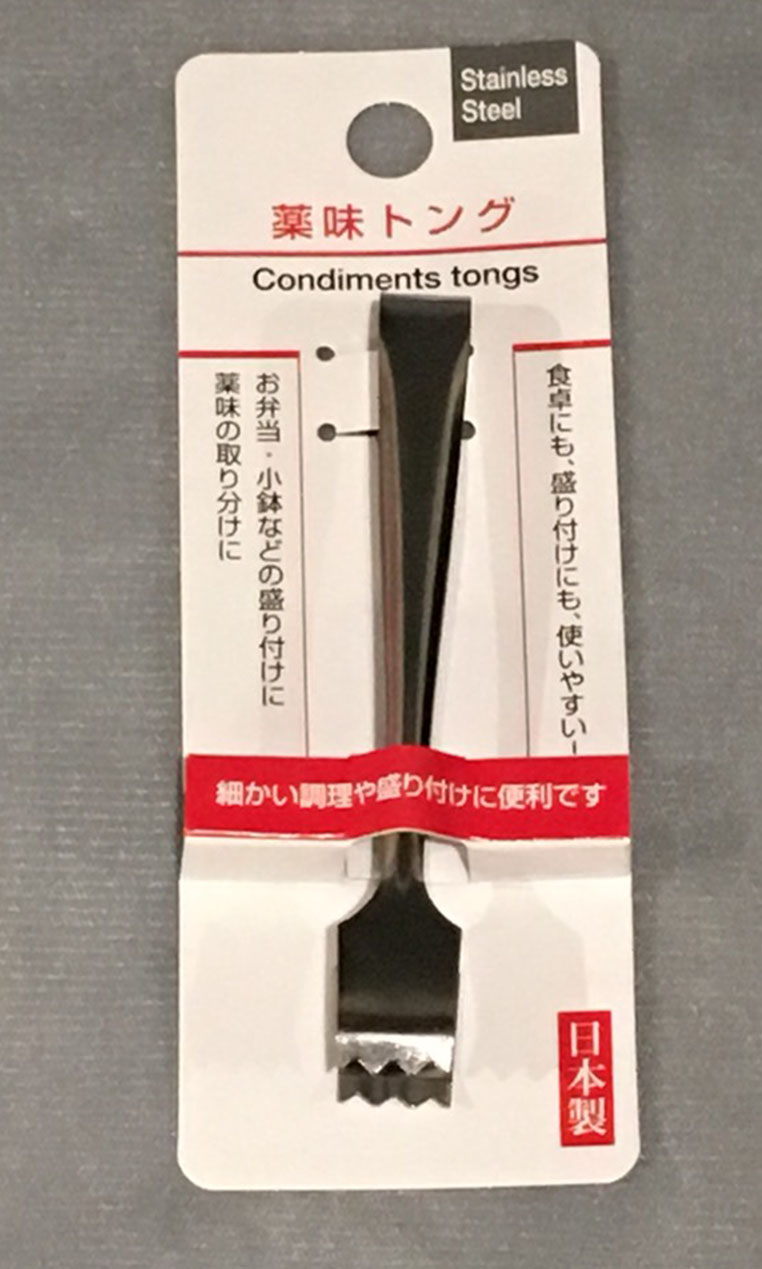 Stainless
Steel
薬味トング
Condiments tongs
食卓にも、盛り付けにも、使いやすい!
お弁当・小鉢などの盛り付けに
薬味の取り分けに
細かい調理や盛り付けに便利です
日本製